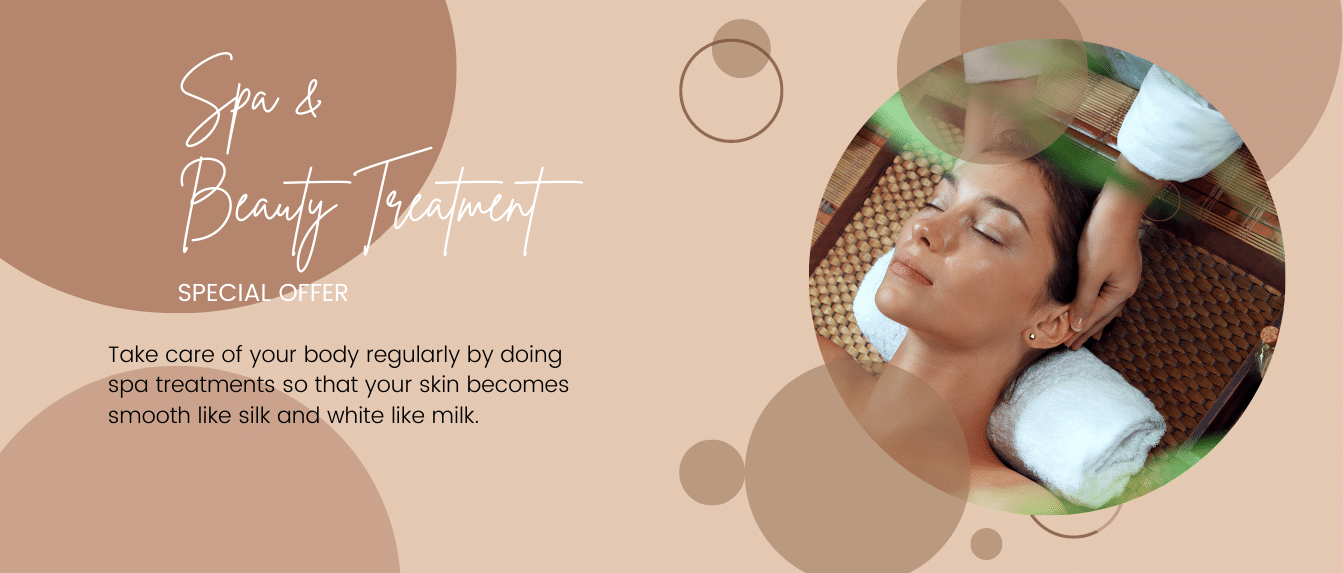 Spa &
Beauty Treatment
SPECIAL OFFER
Take care of your body regularly by doing
spa treatments so that your skin becomes
smooth like silk and white like milk.